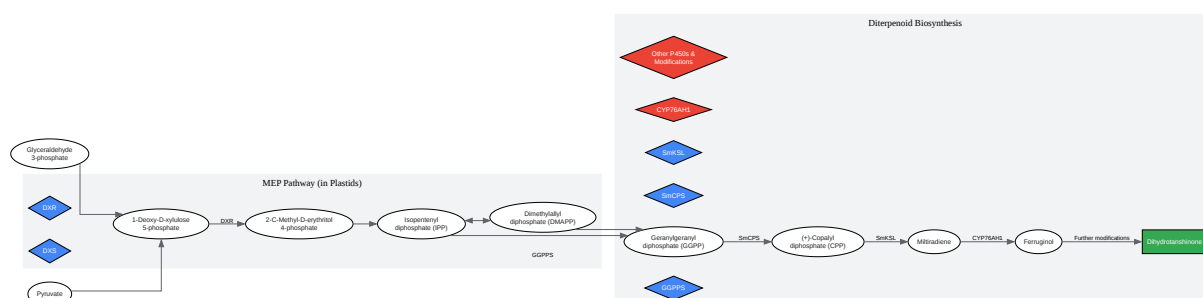 Diterpenoid Biosynthesis
Other P450s &
Modifications
CYP76AH1
SmKSL
SmCPS
Glyceraldehyde
3-phosphate
MEP Pathway (in Plastids)
DXR
DXS
1-Deoxy-D-xylulose
5-phosphate
DXR
2-C-Methyl-D-erythritol
4-phosphate
Isopentenyl
diphosphate (IPP)
Dimethylallyl
diphosphate (DMAPP)
GGPPS
Geranylgeranyl
diphosphate (GGPP)
SmCPS
(+)-Copalyl
diphosphate (CPP)
SmKSL
Miltiradiene
CYP76AH1
Ferruginol
Further modifications
Dihydrotanshinone
Pyruvate
GGPPS